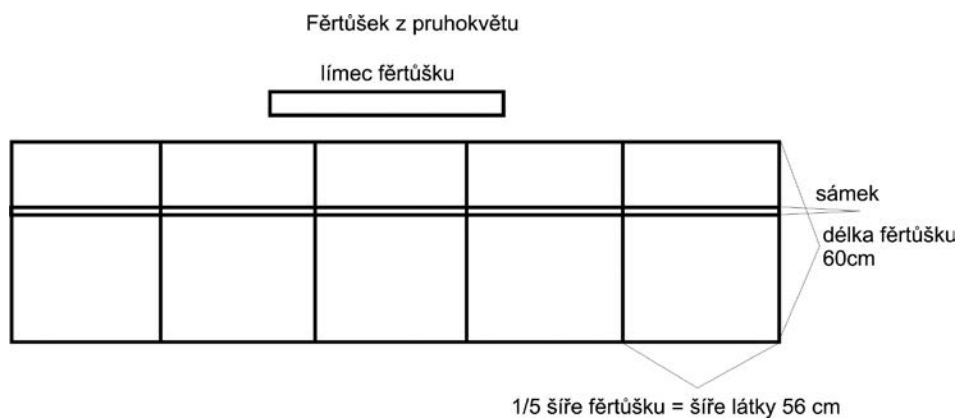 Fěrtůšek z pruhokvětu
límec fěrtůšku
sámek
délka fěrtůšku
60cm
1/5 šíře fěrtůšku = šíře látky 56 cm